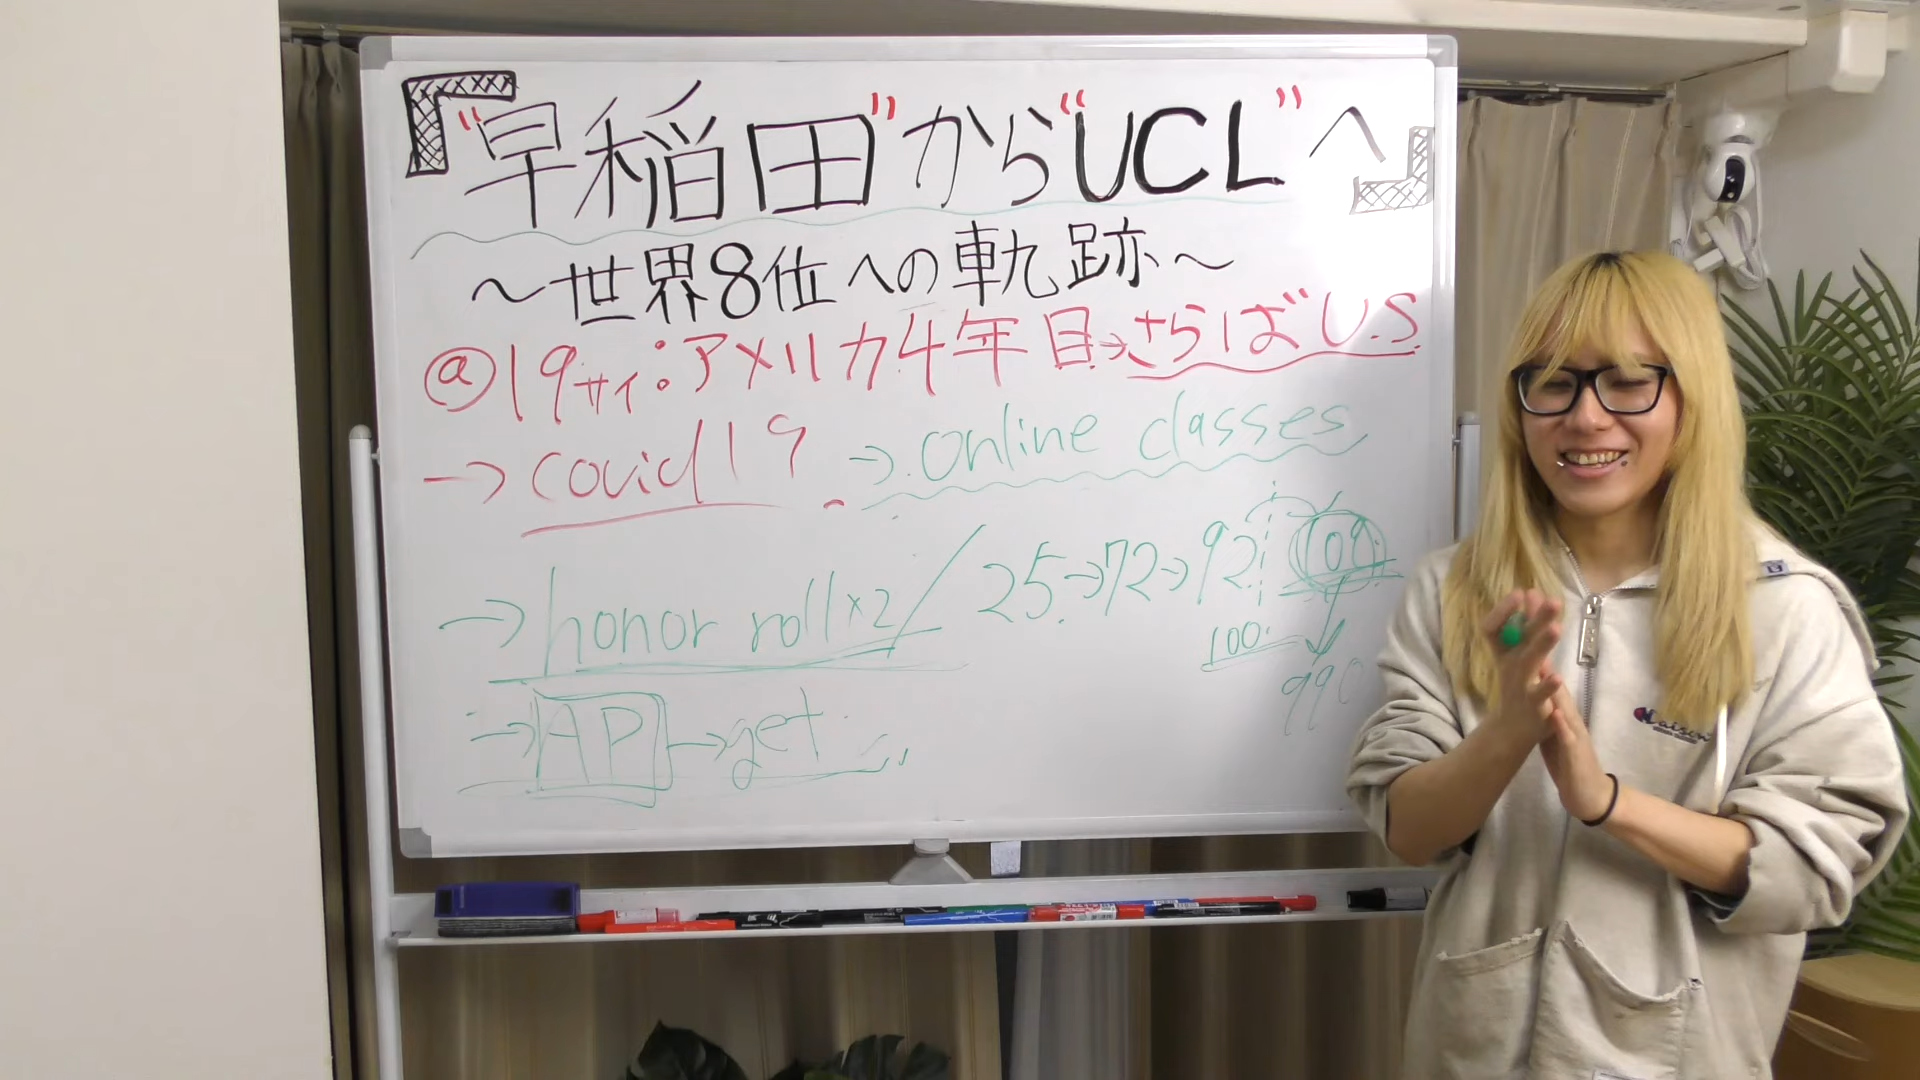 『“早稲田”から“UCL”へ』
〜世界8位への軌跡〜
@19サイ:アメリカ4年目→さらば"U.S.
→covid19 → Online classes
→honor roll×2 / 25→72→92 109
100
990
→AP→get